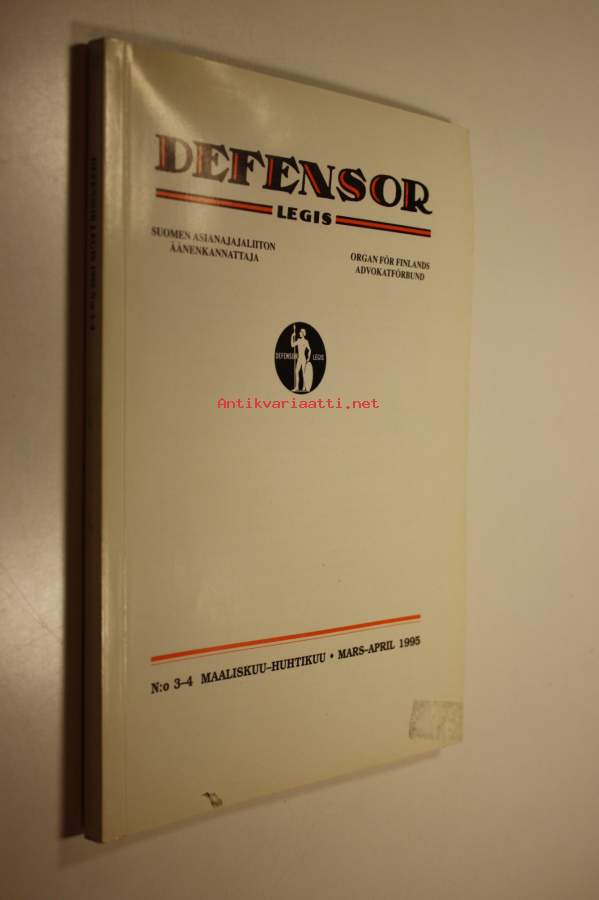 DEFENSOR
LEGIS
SUOMEN ASIANAJAJALIITON
ÄÄNENKANNATTAJA
ORGAN FÖR FINLANDS
ADVOKATFÖRBUND
DEFENSOR LEGIS
Antikvariaatti.net
N:o 3–4 MAALISKUU–HUHTIKUU • MARS–APRIL 1995